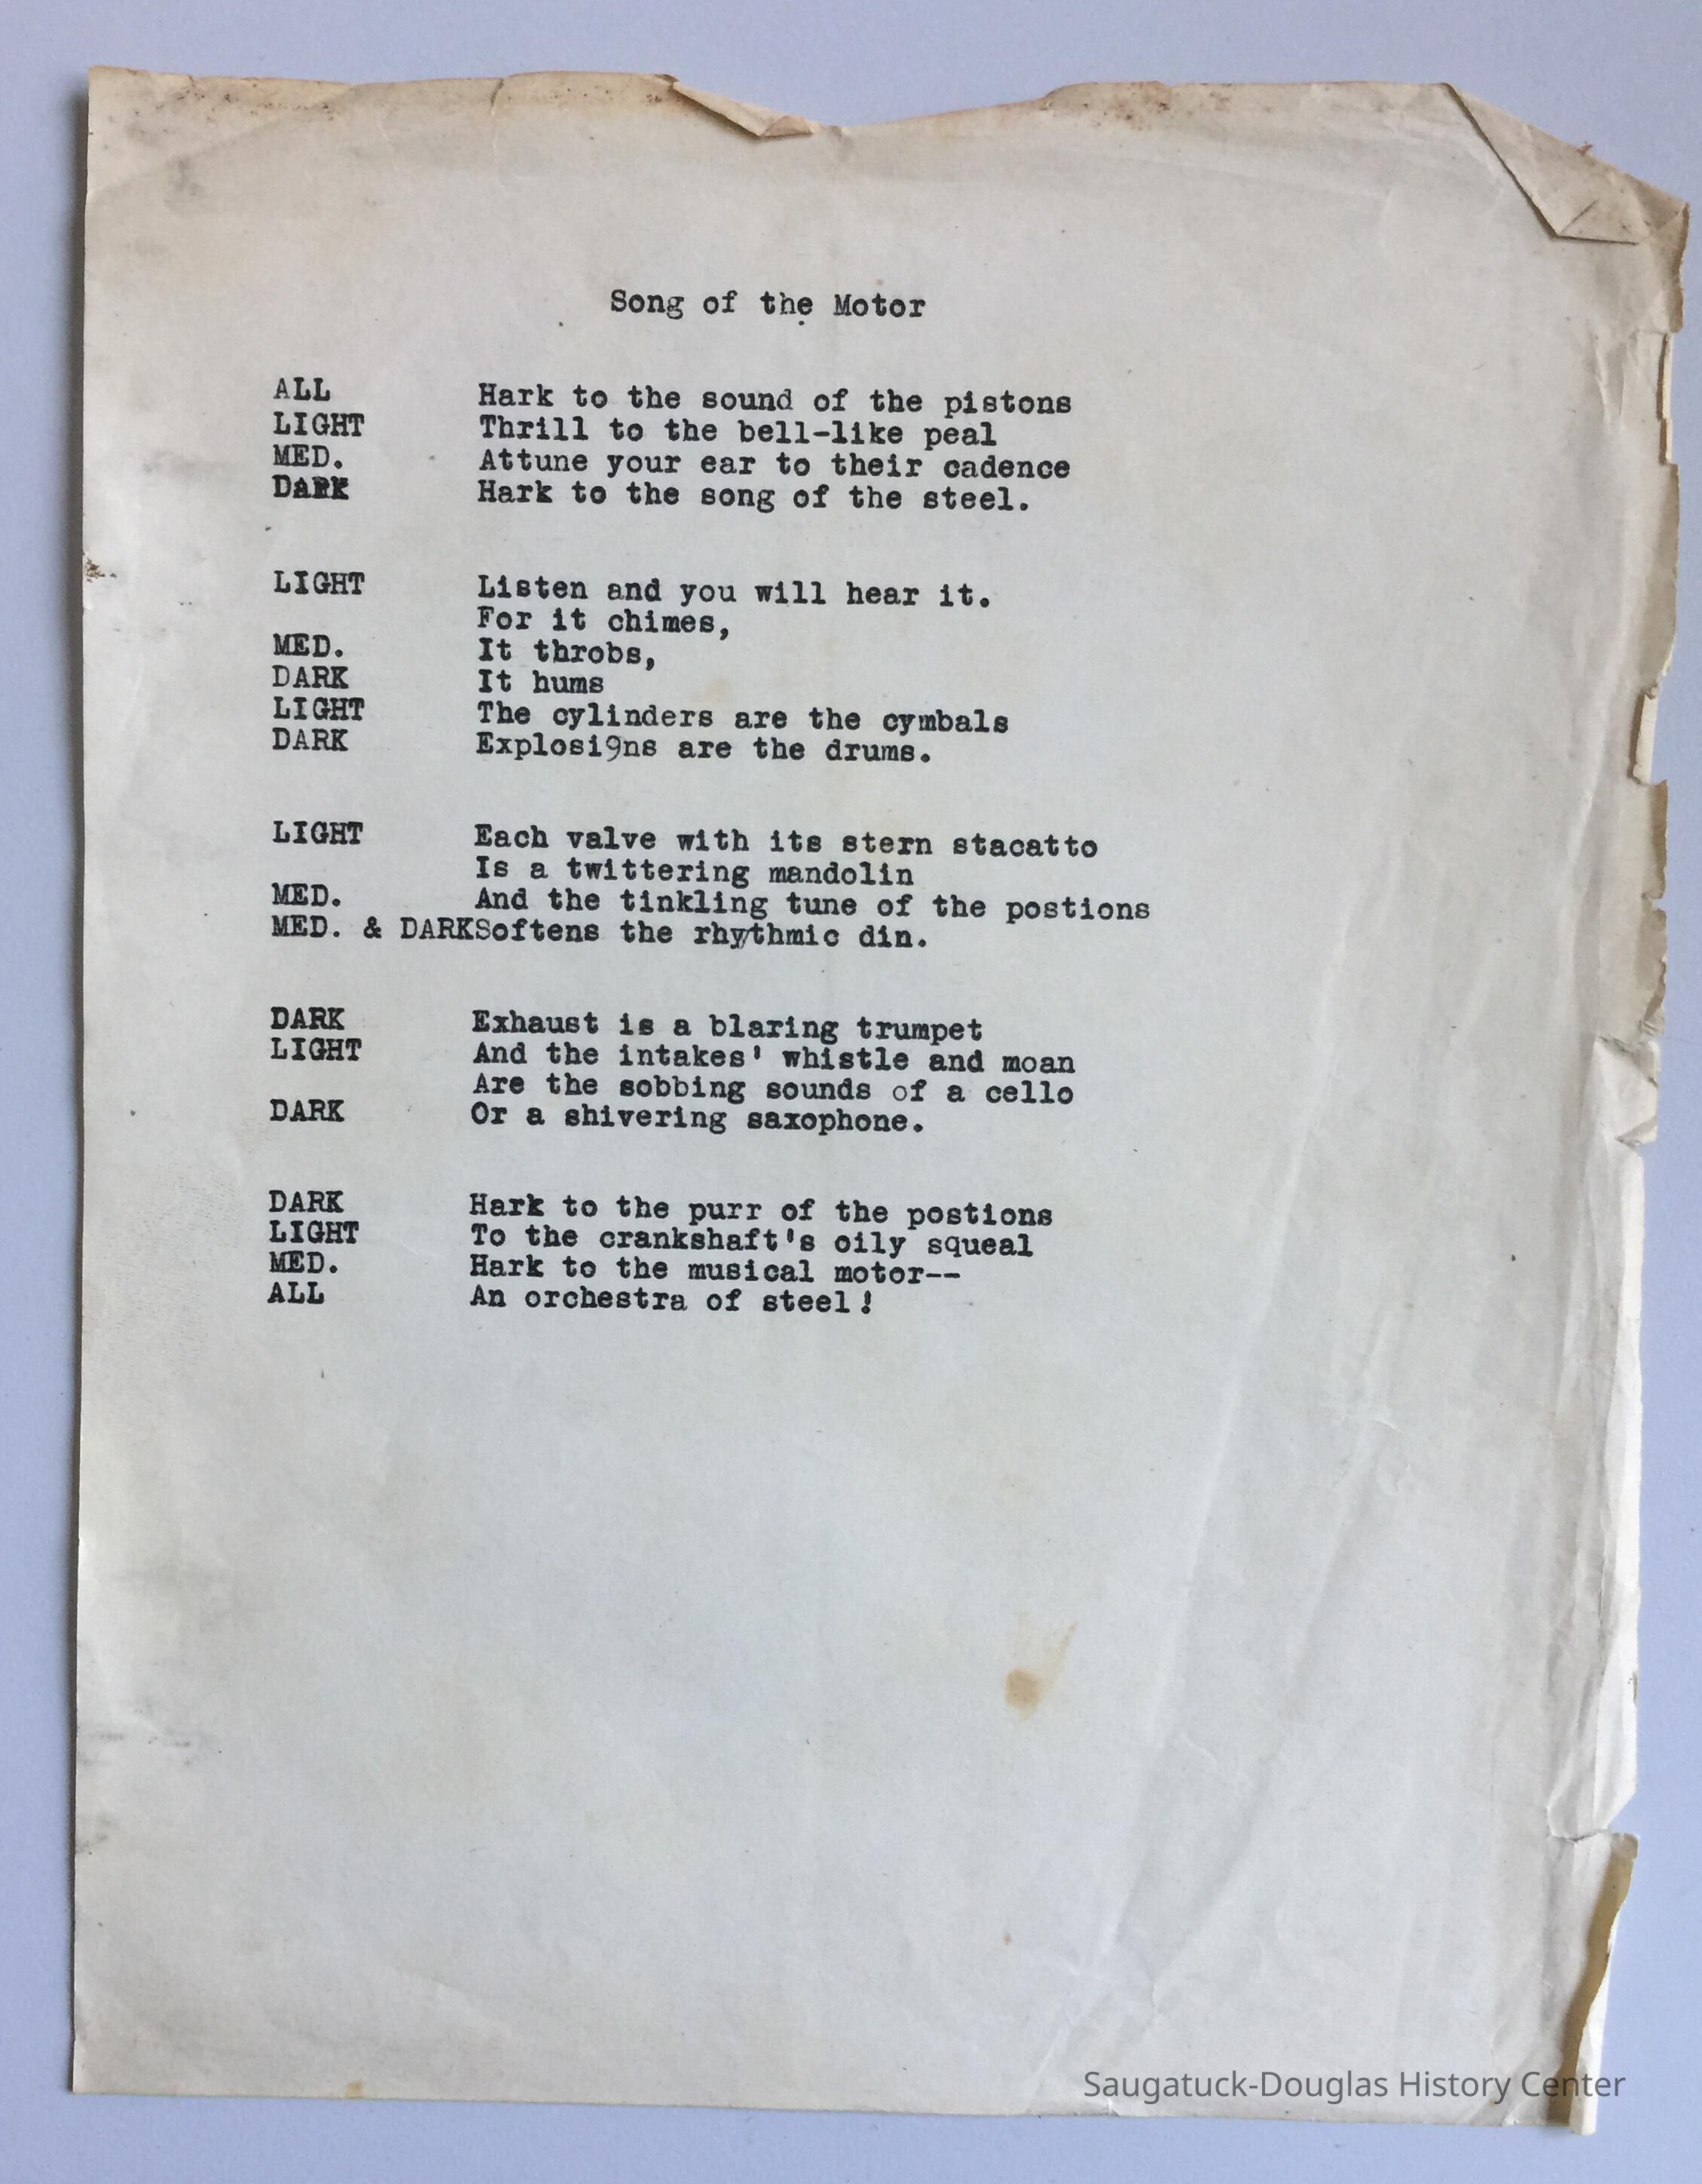 Song of the Motor
ALL Hark to the sound of the pistons
LIGHT Thrill to the bell-like peal
MED. Attune your ear to their cadence
DARK Hark to the song of the steel.
LIGHT Listen and you will hear it.
For it chimes,
MED. It throbs,
DARK It hums
LIGHT The cylinders are the cymbals
DARK Explosi9ns are the drums.
LIGHT Each valve with its stern stacatto
Is a twittering mandolin
MED. And the tinkling tune of the postions
MED. & DARKSoftens the rhythmic din.
DARK Exhaust is a blaring trumpet
LIGHT And the intakes' whistle and moan
Are the sobbing sounds of a cello
DARK Or a shivering saxophone.
DARK Hark to the purr of the postions
LIGHT To the crankshaft's oily squeal
MED. Hark to the musical motor--
ALL An orchestra of steel!
Saugatuck-Douglas History Center